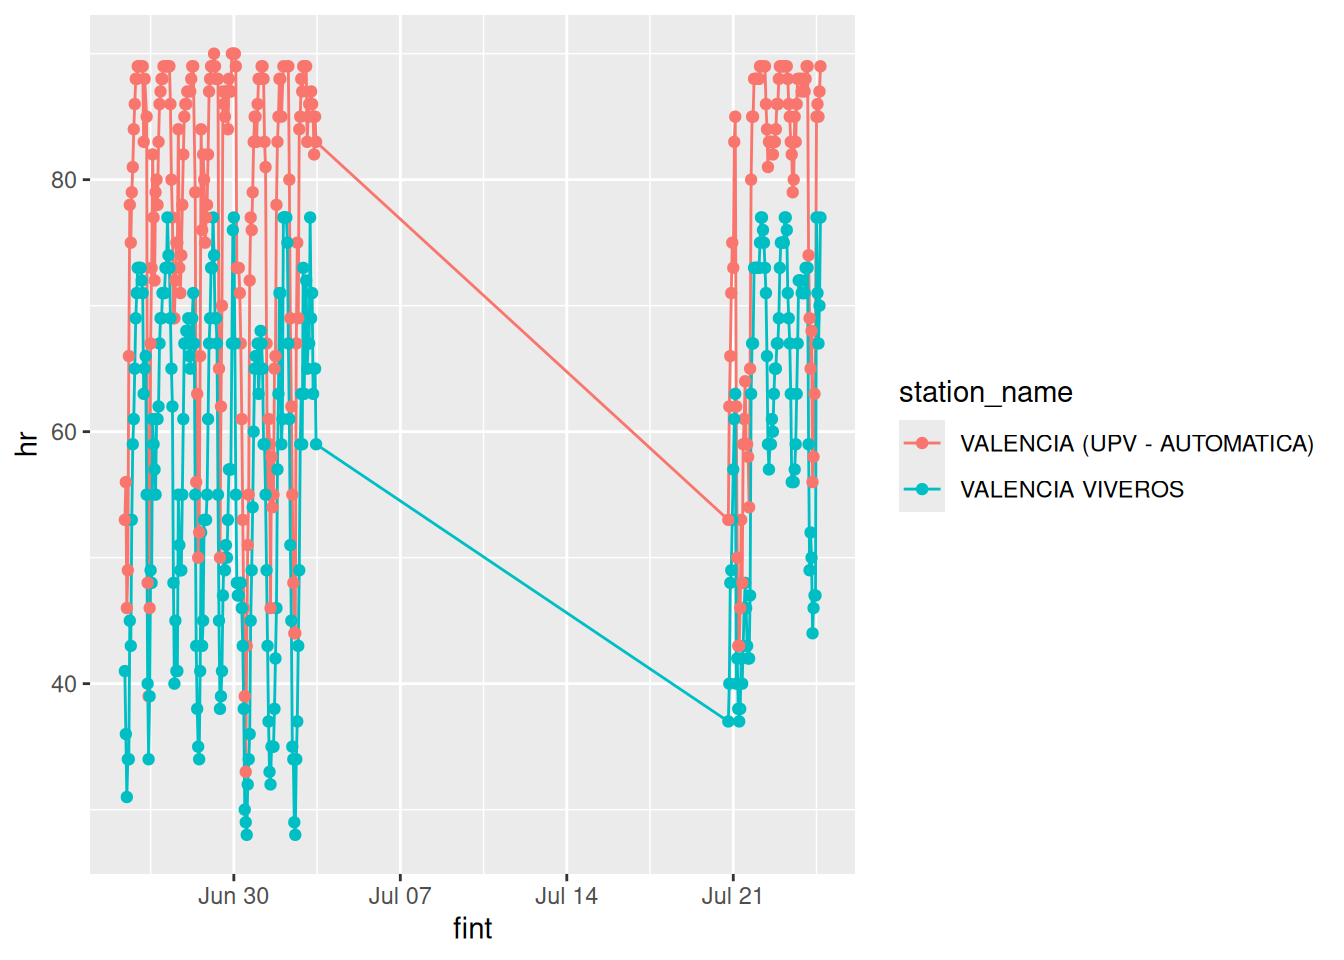 80
60
40
hr
Jun 30
Jul 07
Jul 14
Jul 21
fint
station_name
VALENCIA (UPV - AUTOMATICA)
VALENCIA VIVEROS